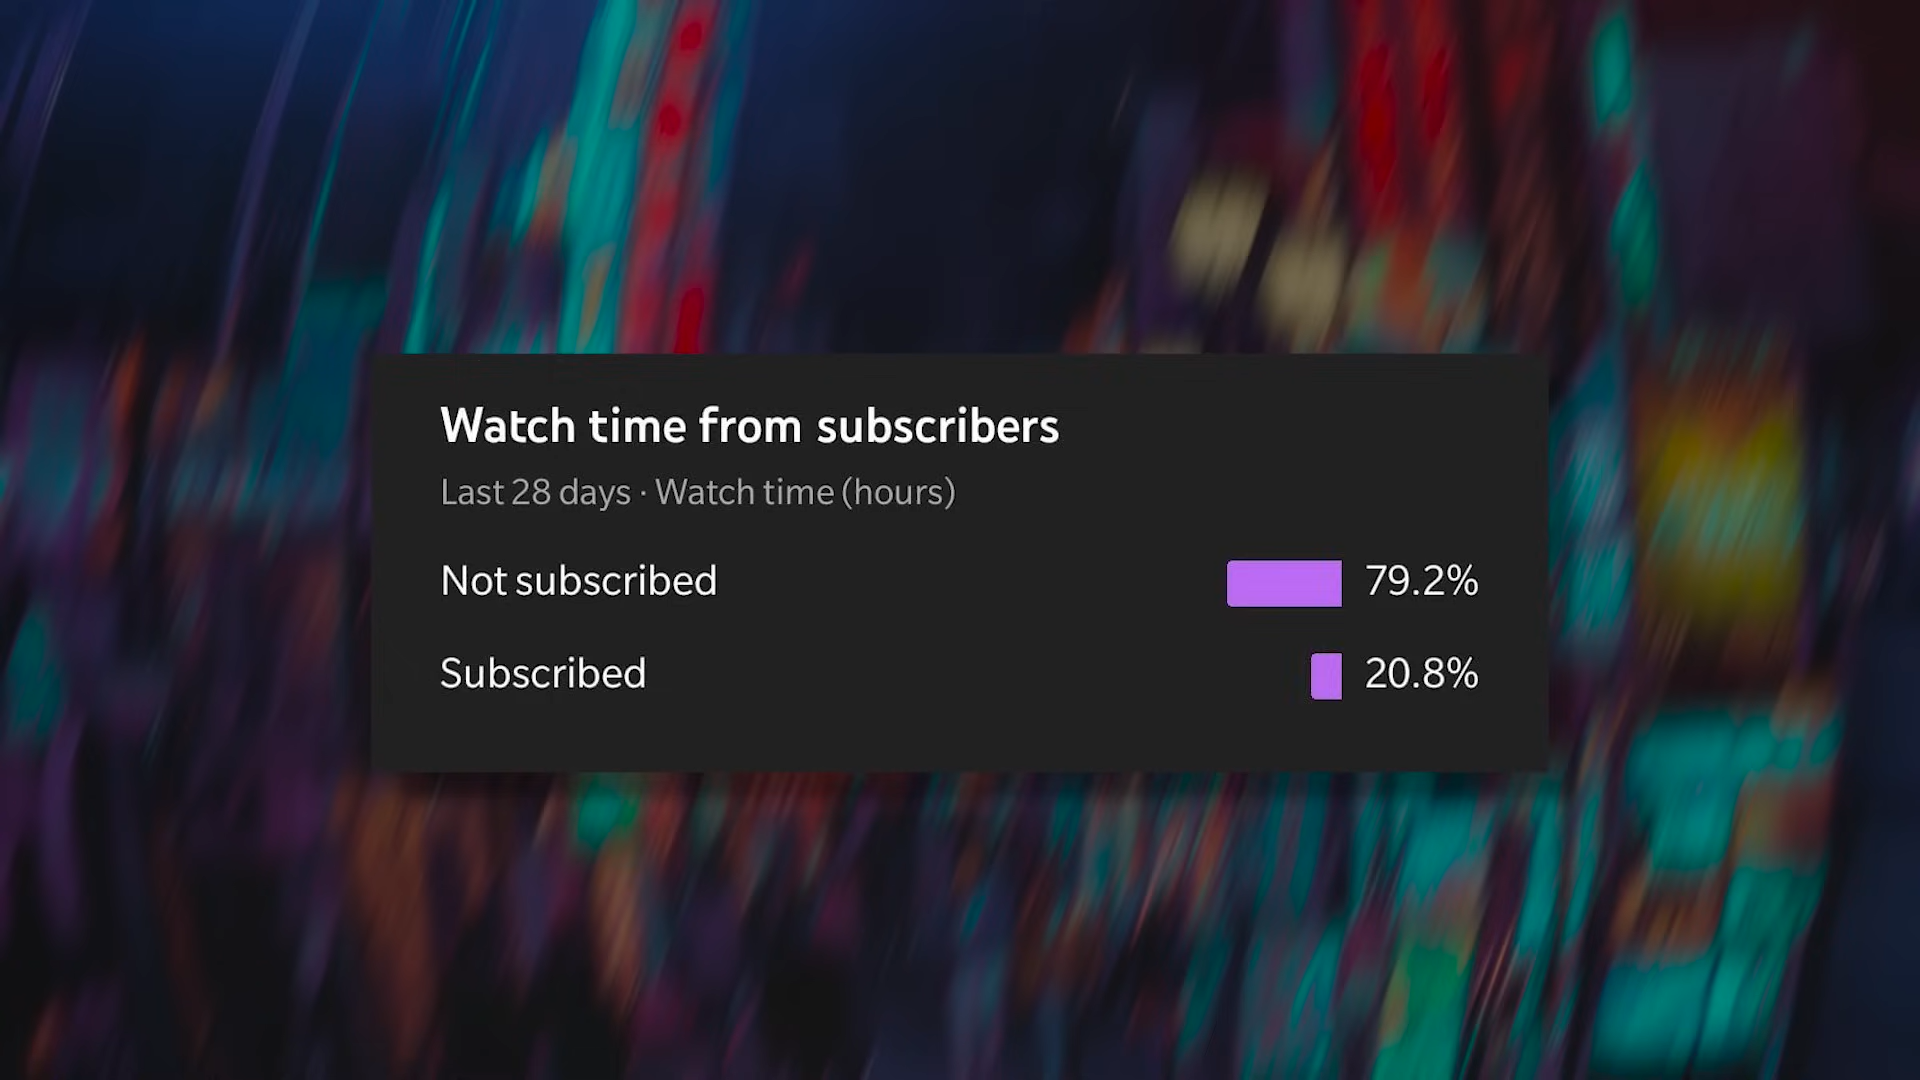 Watch time from subscribers
Last 28 days · Watch time (hours)
Not subscribed 79.2%
Subscribed 20.8%